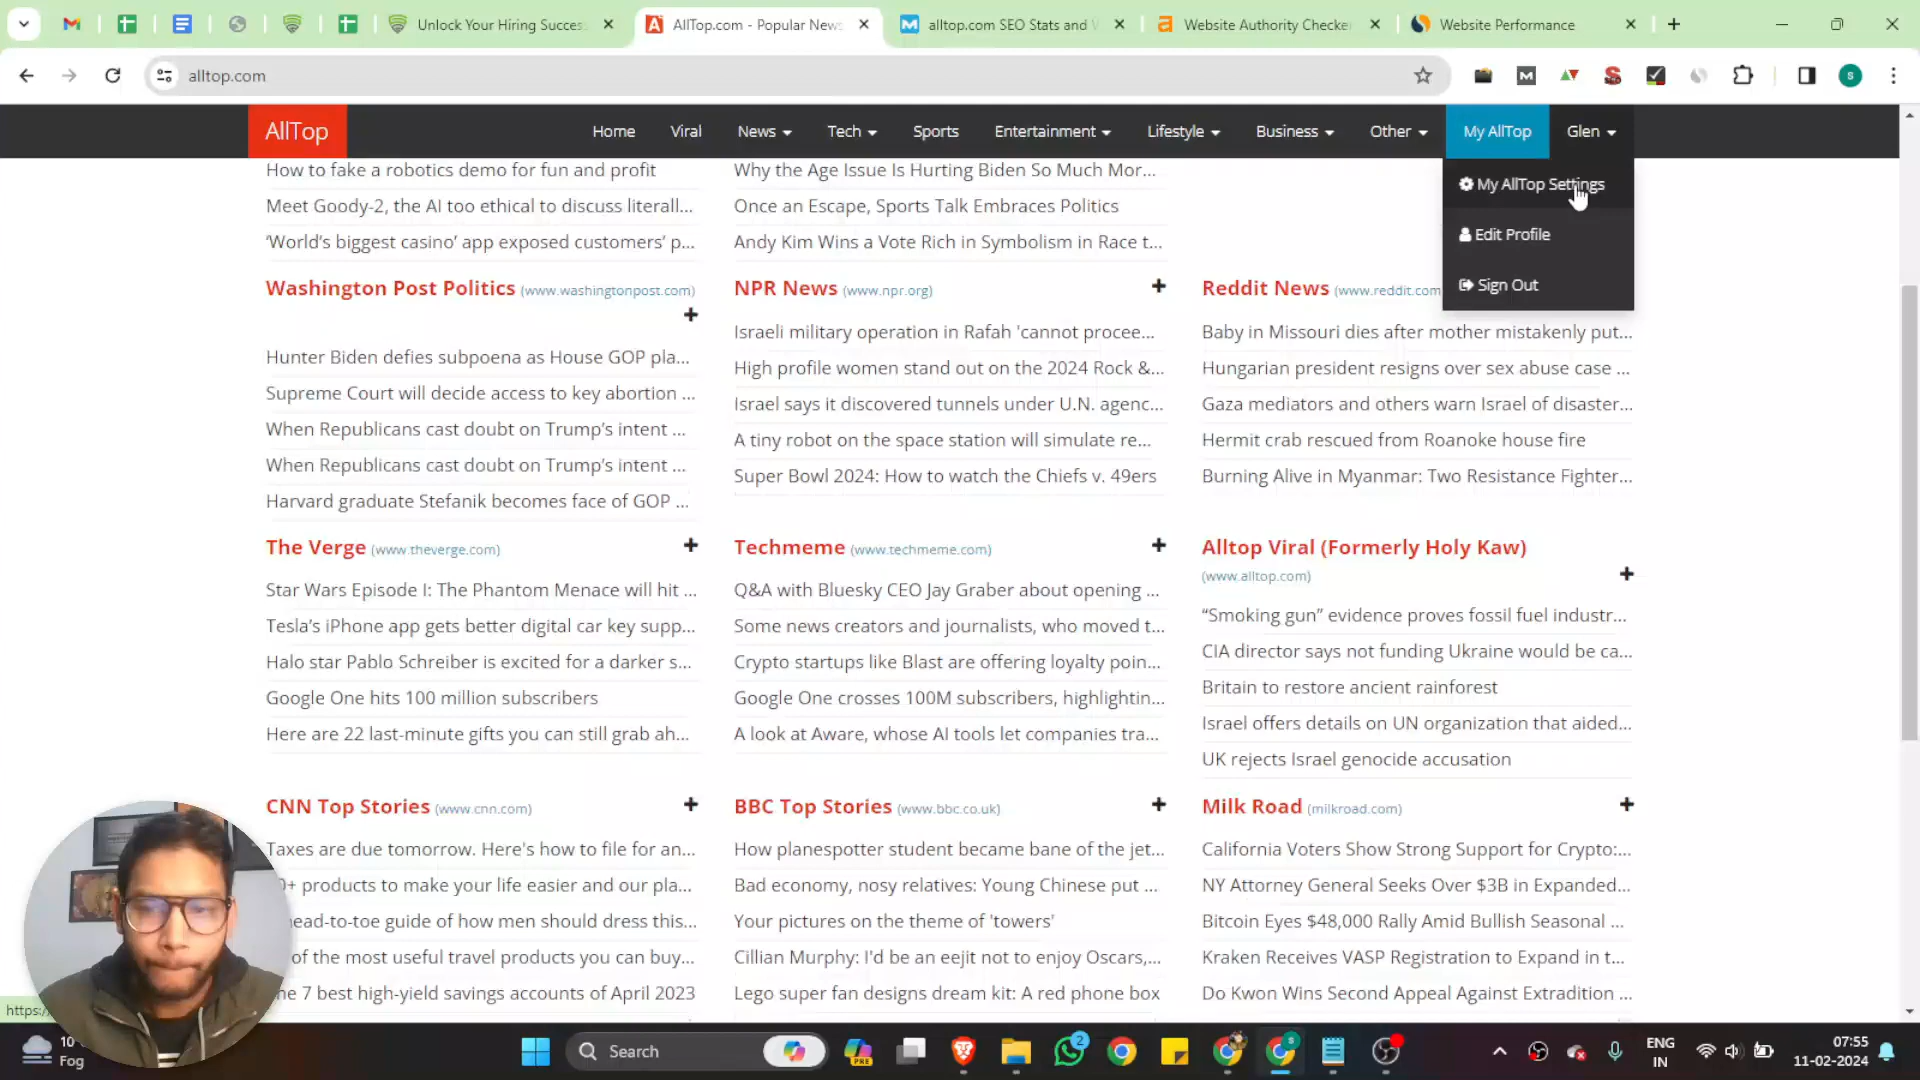 Unlock Your Hiring Succes
AllTop.com - Popular News
alltop.com SEO Stats and
Website Authority Checker
Website Performance
alltop.com
AllTop
Home
Viral
News
Tech
Sports
Entertainment
Lifestyle
Business
Other
My AllTop
Glen
My AllTop Settings
Edit Profile
Sign Out
How to fake a robotics demo for fun and profit
Meet Goody-2, the AI too ethical to discuss literall...
‘World’s biggest casino’ app exposed customers’ p...
Why the Age Issue Is Hurting Biden So Much Mor...
Once an Escape, Sports Talk Embraces Politics
Andy Kim Wins a Vote Rich in Symbolism in Race t...
Washington Post Politics (www.washingtonpost.com)
Hunter Biden defies subpoena as House GOP pla...
Supreme Court will decide access to key abortion ...
When Republicans cast doubt on Trump’s intent ...
When Republicans cast doubt on Trump’s intent ...
Harvard graduate Stefanik becomes face of GOP ...
NPR News (www.npr.org)
Israeli military operation in Rafah 'cannot procee...
High profile women stand out on the 2024 Rock &...
Israel says it discovered tunnels under U.N. agenc...
A tiny robot on the space station will simulate re...
Super Bowl 2024: How to watch the Chiefs v. 49ers
Reddit News (www.reddit.com
Baby in Missouri dies after mother mistakenly put...
Hungarian president resigns over sex abuse case ...
Gaza mediators and others warn Israel of disaster...
Hermit crab rescued from Roanoke house fire
Burning Alive in Myanmar: Two Resistance Fighter...
The Verge (www.theverge.com)
Star Wars Episode I: The Phantom Menace will hit ...
Tesla’s iPhone app gets better digital car key supp...
Halo star Pablo Schreiber is excited for a darker s...
Google One hits 100 million subscribers
Here are 22 last-minute gifts you can still grab ah...
Techmeme (www.techmeme.com)
Q&A with Bluesky CEO Jay Graber about opening ...
Some news creators and journalists, who moved t...
Crypto startups like Blast are offering loyalty poin...
Google One crosses 100M subscribers, highlightin...
A look at Aware, whose AI tools let companies tra...
Alltop Viral (Formerly Holy Kaw)
(www.alltop.com)
“Smoking gun” evidence proves fossil fuel industr...
CIA director says not funding Ukraine would be ca...
Britain to restore ancient rainforest
Israel offers details on UN organization that aided...
UK rejects Israel genocide accusation
CNN Top Stories (www.cnn.com)
Taxes are due tomorrow. Here's how to file for an...
0+ products to make your life easier and our pla...
head-to-toe guide of how men should dress this...
of the most useful travel products you can buy...
he 7 best high-yield savings accounts of April 2023
BBC Top Stories (www.bbc.co.uk)
How planespotter student became bane of the jet...
Bad economy, nosy relatives: Young Chinese put ...
Your pictures on the theme of 'towers'
Cillian Murphy: I'd be an eejit not to enjoy Oscars,...
Lego super fan designs dream kit: A red phone box
Milk Road (milkroad.com)
California Voters Show Strong Support for Crypto:...
NY Attorney General Seeks Over $3B in Expanded...
Bitcoin Eyes $48,000 Rally Amid Bullish Seasonal ...
Kraken Receives VASP Registration to Expand in t...
Do Kwon Wins Second Appeal Against Extradition ...
https:/
10°
Fog
Search
PRE
2
ENG
IN
07:55
11-02-2024